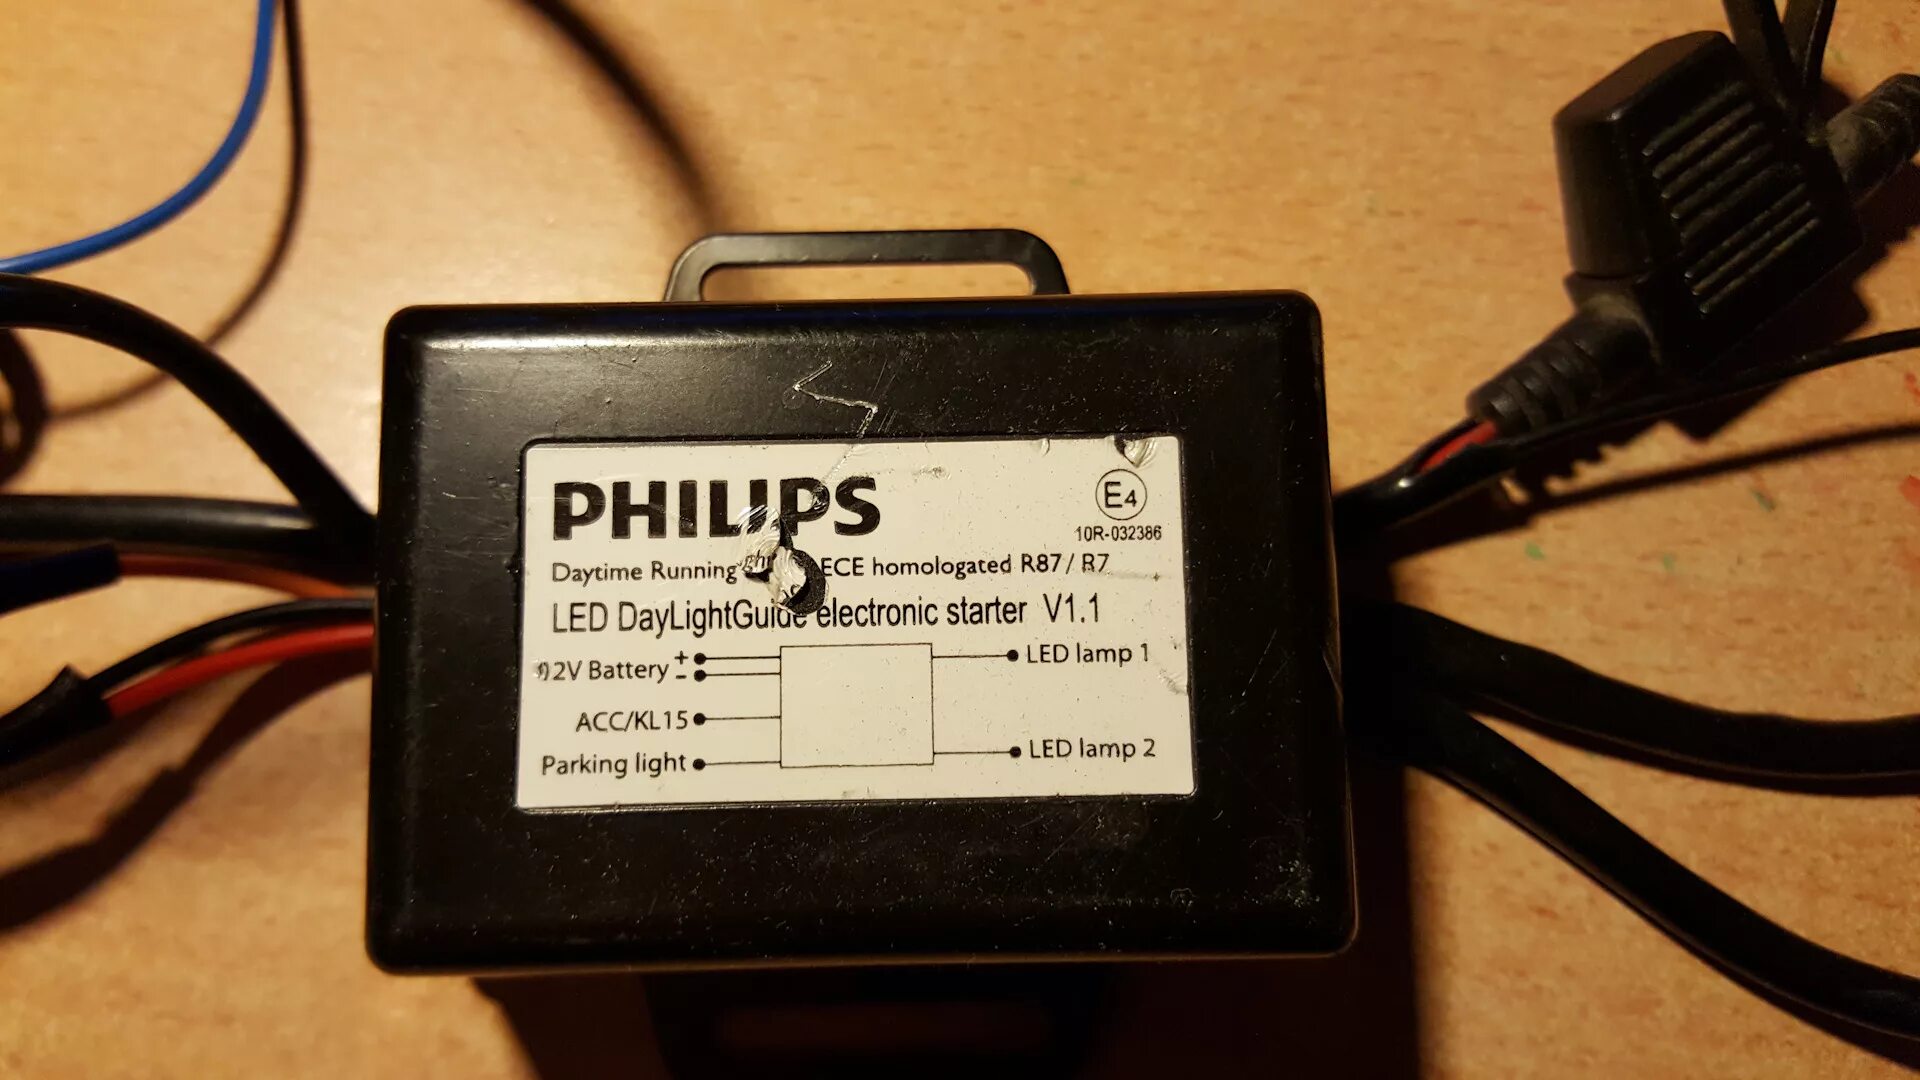 PHILIPS
E4
10R-032386
Daytime Running ECE homologated R87 / R7
LED DayLightGuide electronic starter V1.1
2V Battery + -
ACC/KL15
Parking light
LED lamp 1
LED lamp 2